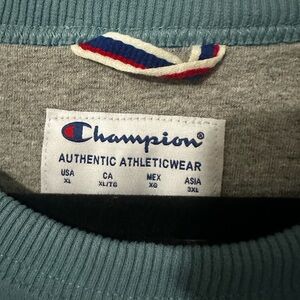 Champion®
AUTHENTIC ATHLETICWEAR
USA CA MEX ASIA
XL XL/TG XG 3XL